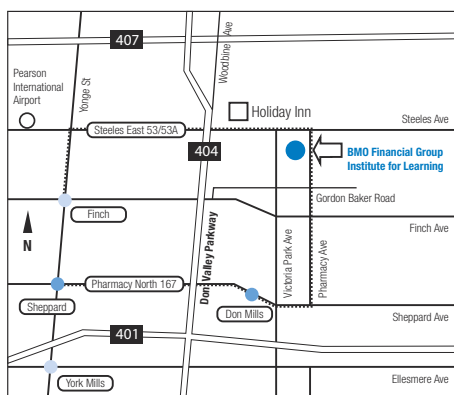 407
Woodbine Ave
Pearson
International
Airport
Yonge St
Holiday Inn
Steeles Ave
Steeles East 53/53A
404
BMO Financial Group
Institute for Learning
Gordon Baker Road
Finch
Finch Ave
N
Don Valley Parkway
Victoria Park Ave
Pharmacy Ave
Pharmacy North 167
Sheppard
Don Mills
Sheppard Ave
401
York Mills
Ellesmere Ave